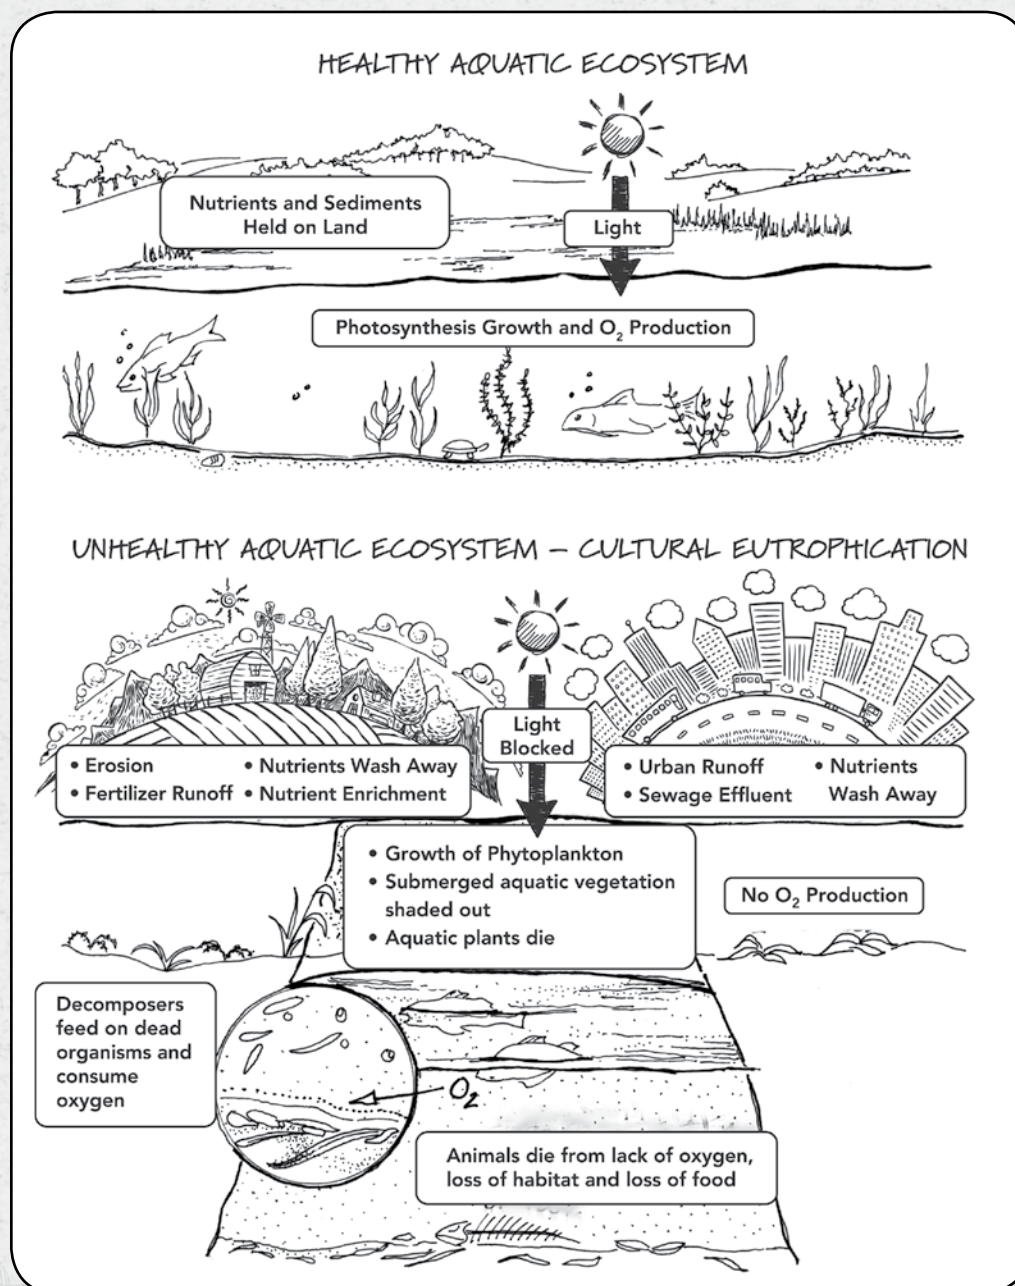 HEALTHY AQUATIC ECOSYSTEM
Nutrients and Sediments
Held on Land
Light
Photosynthesis Growth and O₂ Production
UNHEALTHY AQUATIC ECOSYSTEM – CULTURAL EUTROPHICATION
Light
Blocked
• Erosion
• Fertilizer Runoff
• Nutrients Wash Away
• Nutrient Enrichment
• Urban Runoff
• Sewage Effluent
• Nutrients
Wash Away
• Growth of Phytoplankton
• Submerged aquatic vegetation
shaded out
• Aquatic plants die
No O₂ Production
Decomposers
feed on dead
organisms and
consume
oxygen
O₂
Animals die from lack of oxygen,
loss of habitat and loss of food